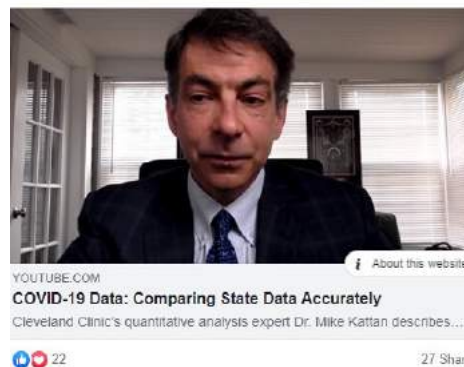 i About this website
YOUTUBE.COM
COVID-19 Data: Comparing State Data Accurately
Cleveland Clinic's quantitative analysis expert Dr. Mike Kattan describes...
22
27 Shar